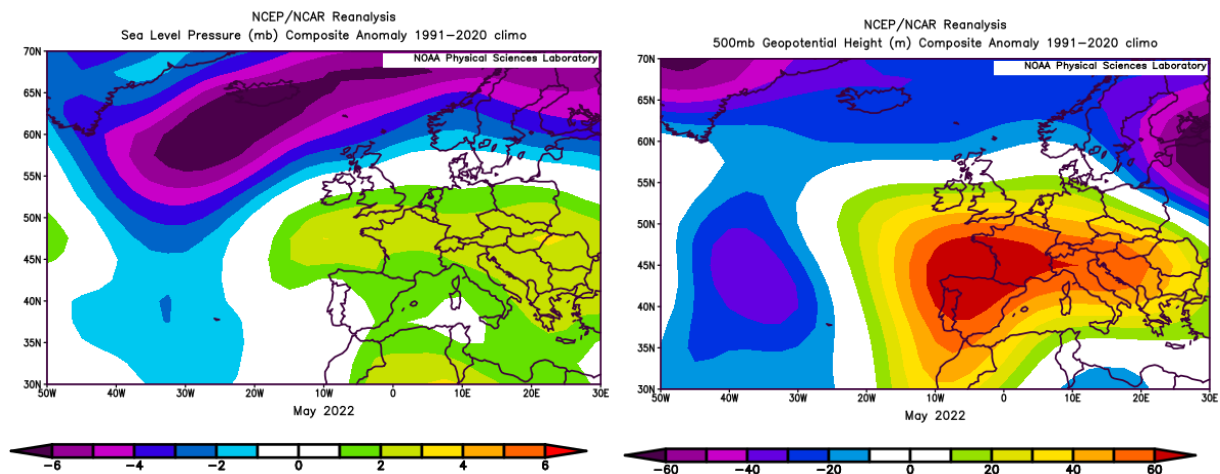 NCEP/NCAR Reanalysis
Sea Level Pressure (mb) Composite Anomaly 1991-2020 climo
NOAA Physical Sciences Laboratory
70N
65N
60N
55N
50N
45N
40N
35N
30N
50W 40W 30W 20W 10W 0 10E 20E 30E
May 2022
-6 -4 -2 0 2 4 6
NCEP/NCAR Reanalysis
500mb Geopotential Height (m) Composite Anomaly 1991-2020 climo
NOAA Physical Sciences Laboratory
70N
65N
60N
55N
50N
45N
40N
35N
30N
50W 40W 30W 20W 10W 0 10E 20E 30E
May 2022
-60 -40 -20 0 20 40 60